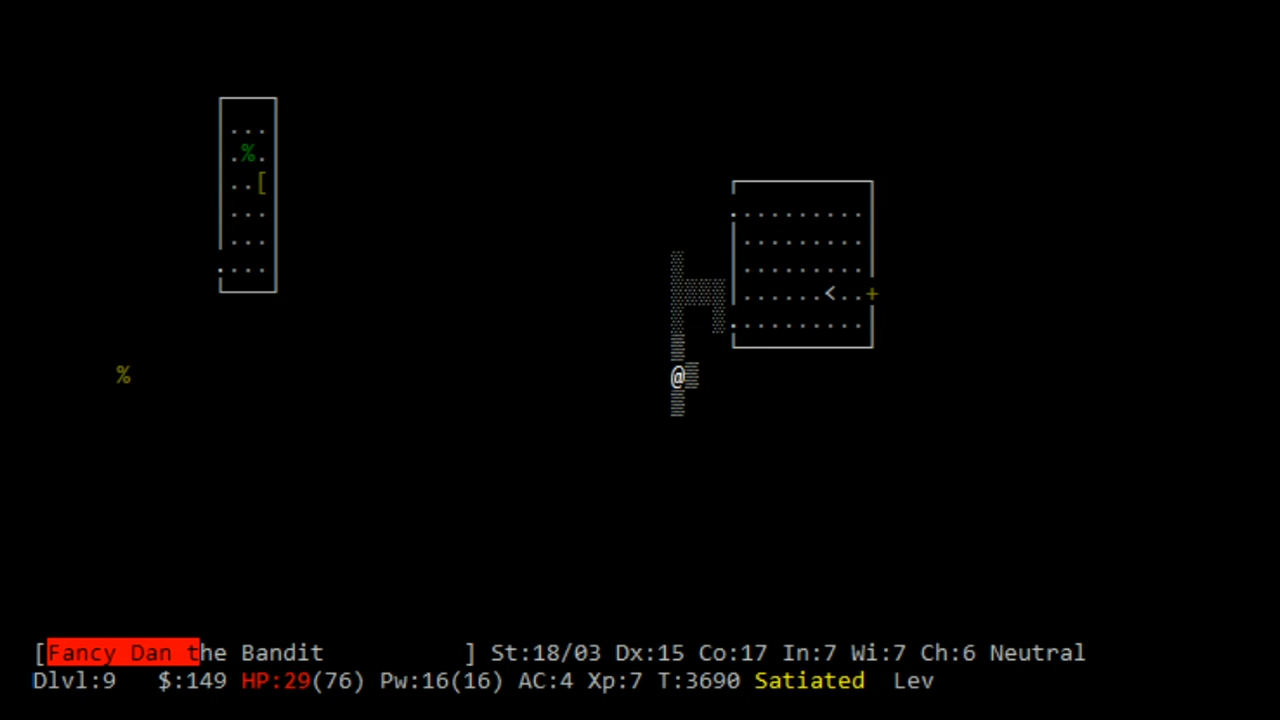 [Fancy Dan the Bandit ] St:18/03 Dx:15 Co:17 In:7 Wi:7 Ch:6 Neutral
Dlvl:9 $:149 HP:29(76) Pw:16(16) AC:4 Xp:7 T:3690 Satiated Lev